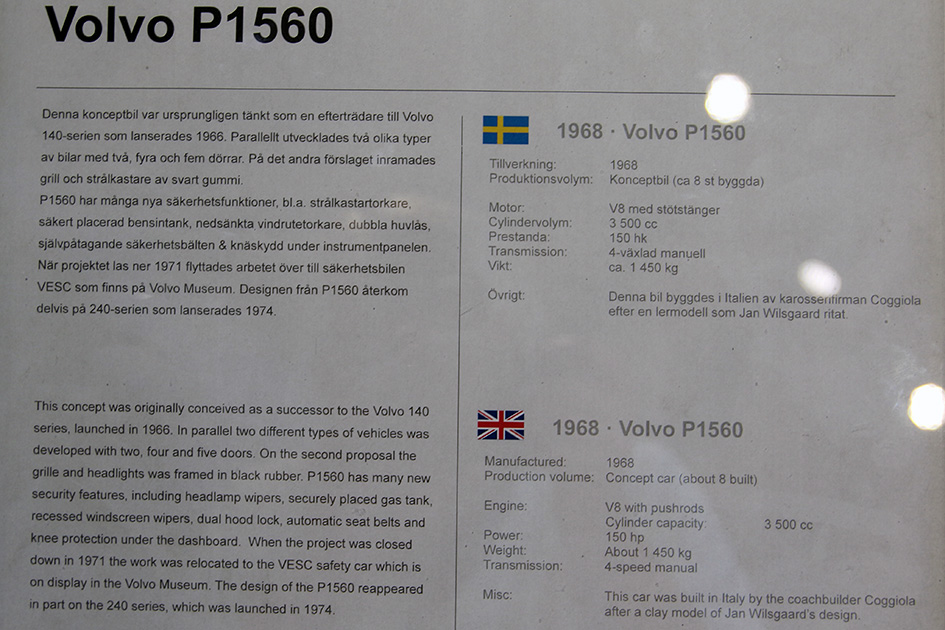 Volvo P1560
Denna konceptbil var ursprungligen tänkt som en efterträdare till Volvo
140-serien som lanserades 1966. Parallellt utvecklades två olika typer
av bilar med två, fyra och fem dörrar. På det andra förslaget inramades
grill och strålkastare av svart gummi.
P1560 har många nya säkerhetsfunktioner, bl.a. strålkastartorkare,
säkert placerad bensintank, nedsänkta vindrutetorkare, dubbla huvlås,
självpåtagande säkerhetsbälten & knäskydd under instrumentpanelen.
När projektet las ner 1971 flyttades arbetet över till säkerhetsbilen
VESC som finns på Volvo Museum. Designen från P1560 återkom
delvis på 240-serien som lanserades 1974.
1968 · Volvo P1560
Tillverkning: 1968
Produktionsvolym: Konceptbil (ca 8 st byggda)
Motor: V8 med stötstänger
Cylindervolym: 3 500 cc
Prestanda: 150 hk
Transmission: 4-växlad manuell
Vikt: ca. 1 450 kg
Övrigt: Denna bil byggdes i Italien av karosserifirman Coggiola
efter en lermodell som Jan Wilsgaard ritat.
This concept was originally conceived as a successor to the Volvo 140
series, launched in 1966. In parallel two different types of vehicles was
developed with two, four and five doors. On the second proposal the
grille and headlights was framed in black rubber. P1560 has many new
security features, including headlamp wipers, securely placed gas tank,
recessed windscreen wipers, dual hood lock, automatic seat belts and
knee protection under the dashboard. When the project was closed
down in 1971 the work was relocated to the VESC safety car which is
on display in the Volvo Museum. The design of the P1560 reappeared
in part on the 240 series, which was launched in 1974.
1968 · Volvo P1560
Manufactured: 1968
Production volume: Concept car (about 8 built)
Engine: V8 with pushrods
Cylinder capacity: 3 500 cc
Power: 150 hp
Weight: About 1 450 kg
Transmission: 4-speed manual
Misc: This car was built in Italy by the coachbuilder Coggiola
after a clay model of Jan Wilsgaard's design.